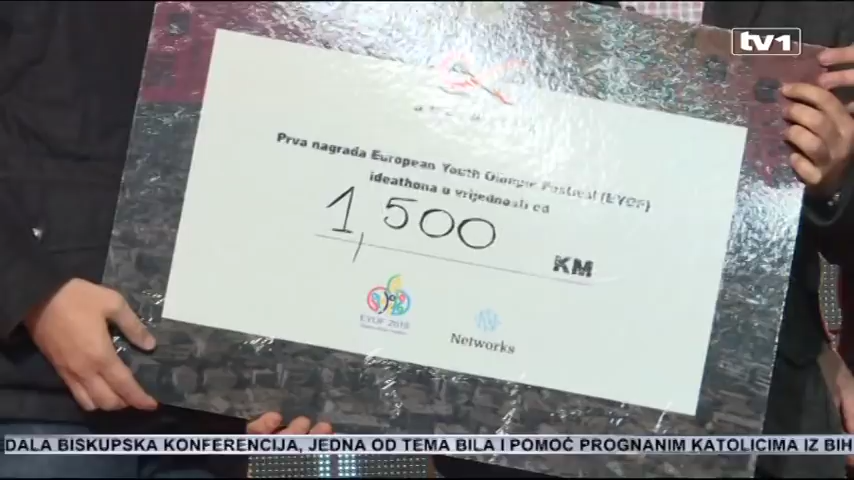 tv1
Prva nagrada European Youth Olimpic Festival (EYOF)
ideathona u vrijednosti od
1,500
KM
EYOF 2019
Networks
DALA BISKUPSKA KONFERENCIJA, JEDNA OD TEMA BILA I POMOĆ PROGNANIM KATOLICIMA IZ BIH